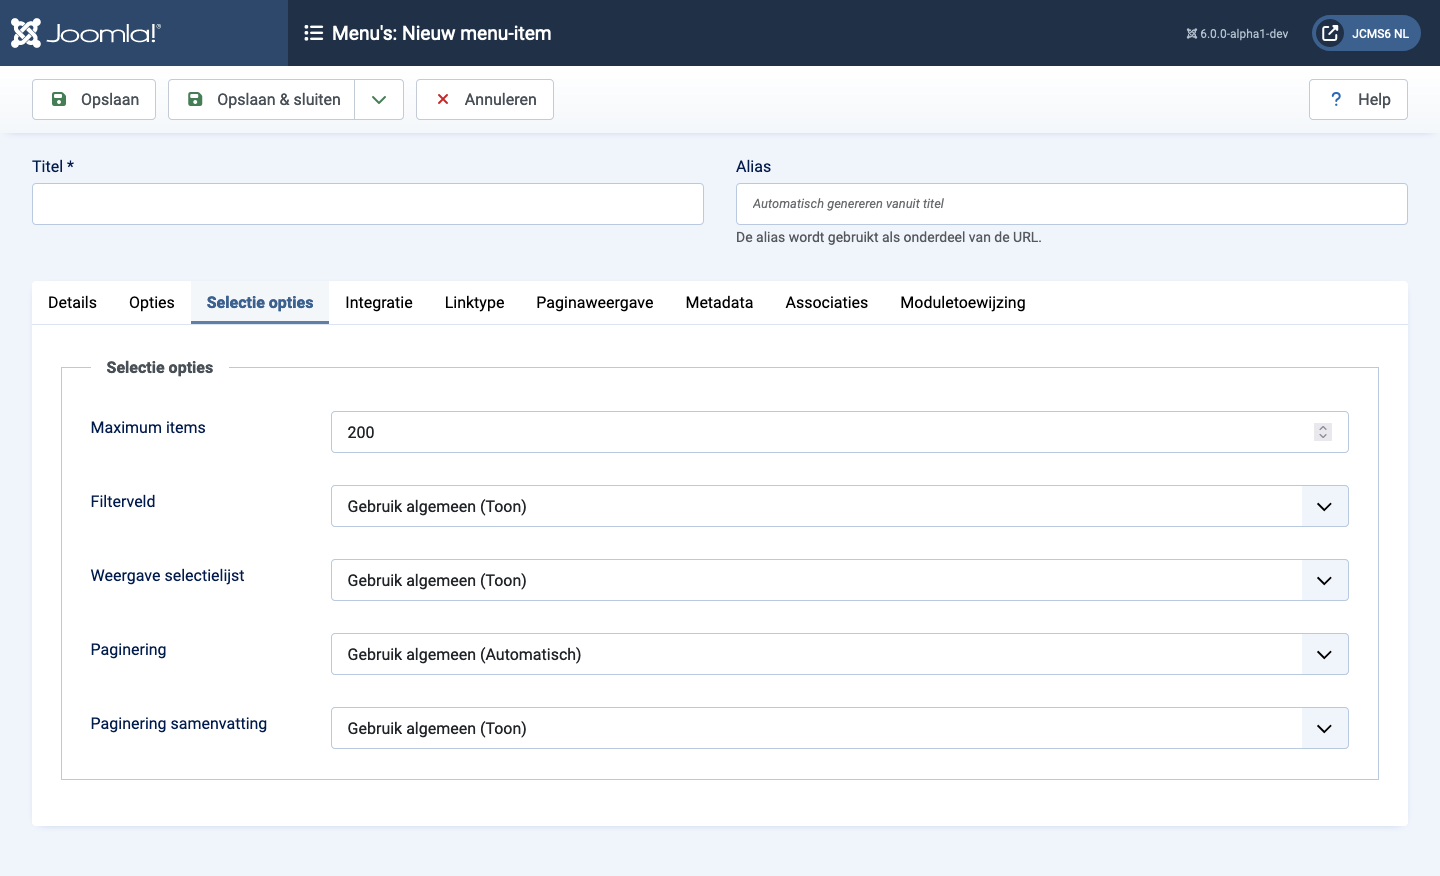 Joomla!®
Menu's: Nieuw menu-item
6.0.0-alpha1-dev
JCMS6 NL
Opslaan
Opslaan & sluiten
Annuleren
? Help
Titel *
Alias
Automatisch genereren vanuit titel
De alias wordt gebruikt als onderdeel van de URL.
Details Opties Selectie opties Integratie Linktype Paginaweergave Metadata Associaties Moduletoewijzing
Selectie opties
Maximum items
200
Filterveld
Gebruik algemeen (Toon)
Weergave selectielijst
Gebruik algemeen (Toon)
Paginering
Gebruik algemeen (Automatisch)
Paginering samenvatting
Gebruik algemeen (Toon)